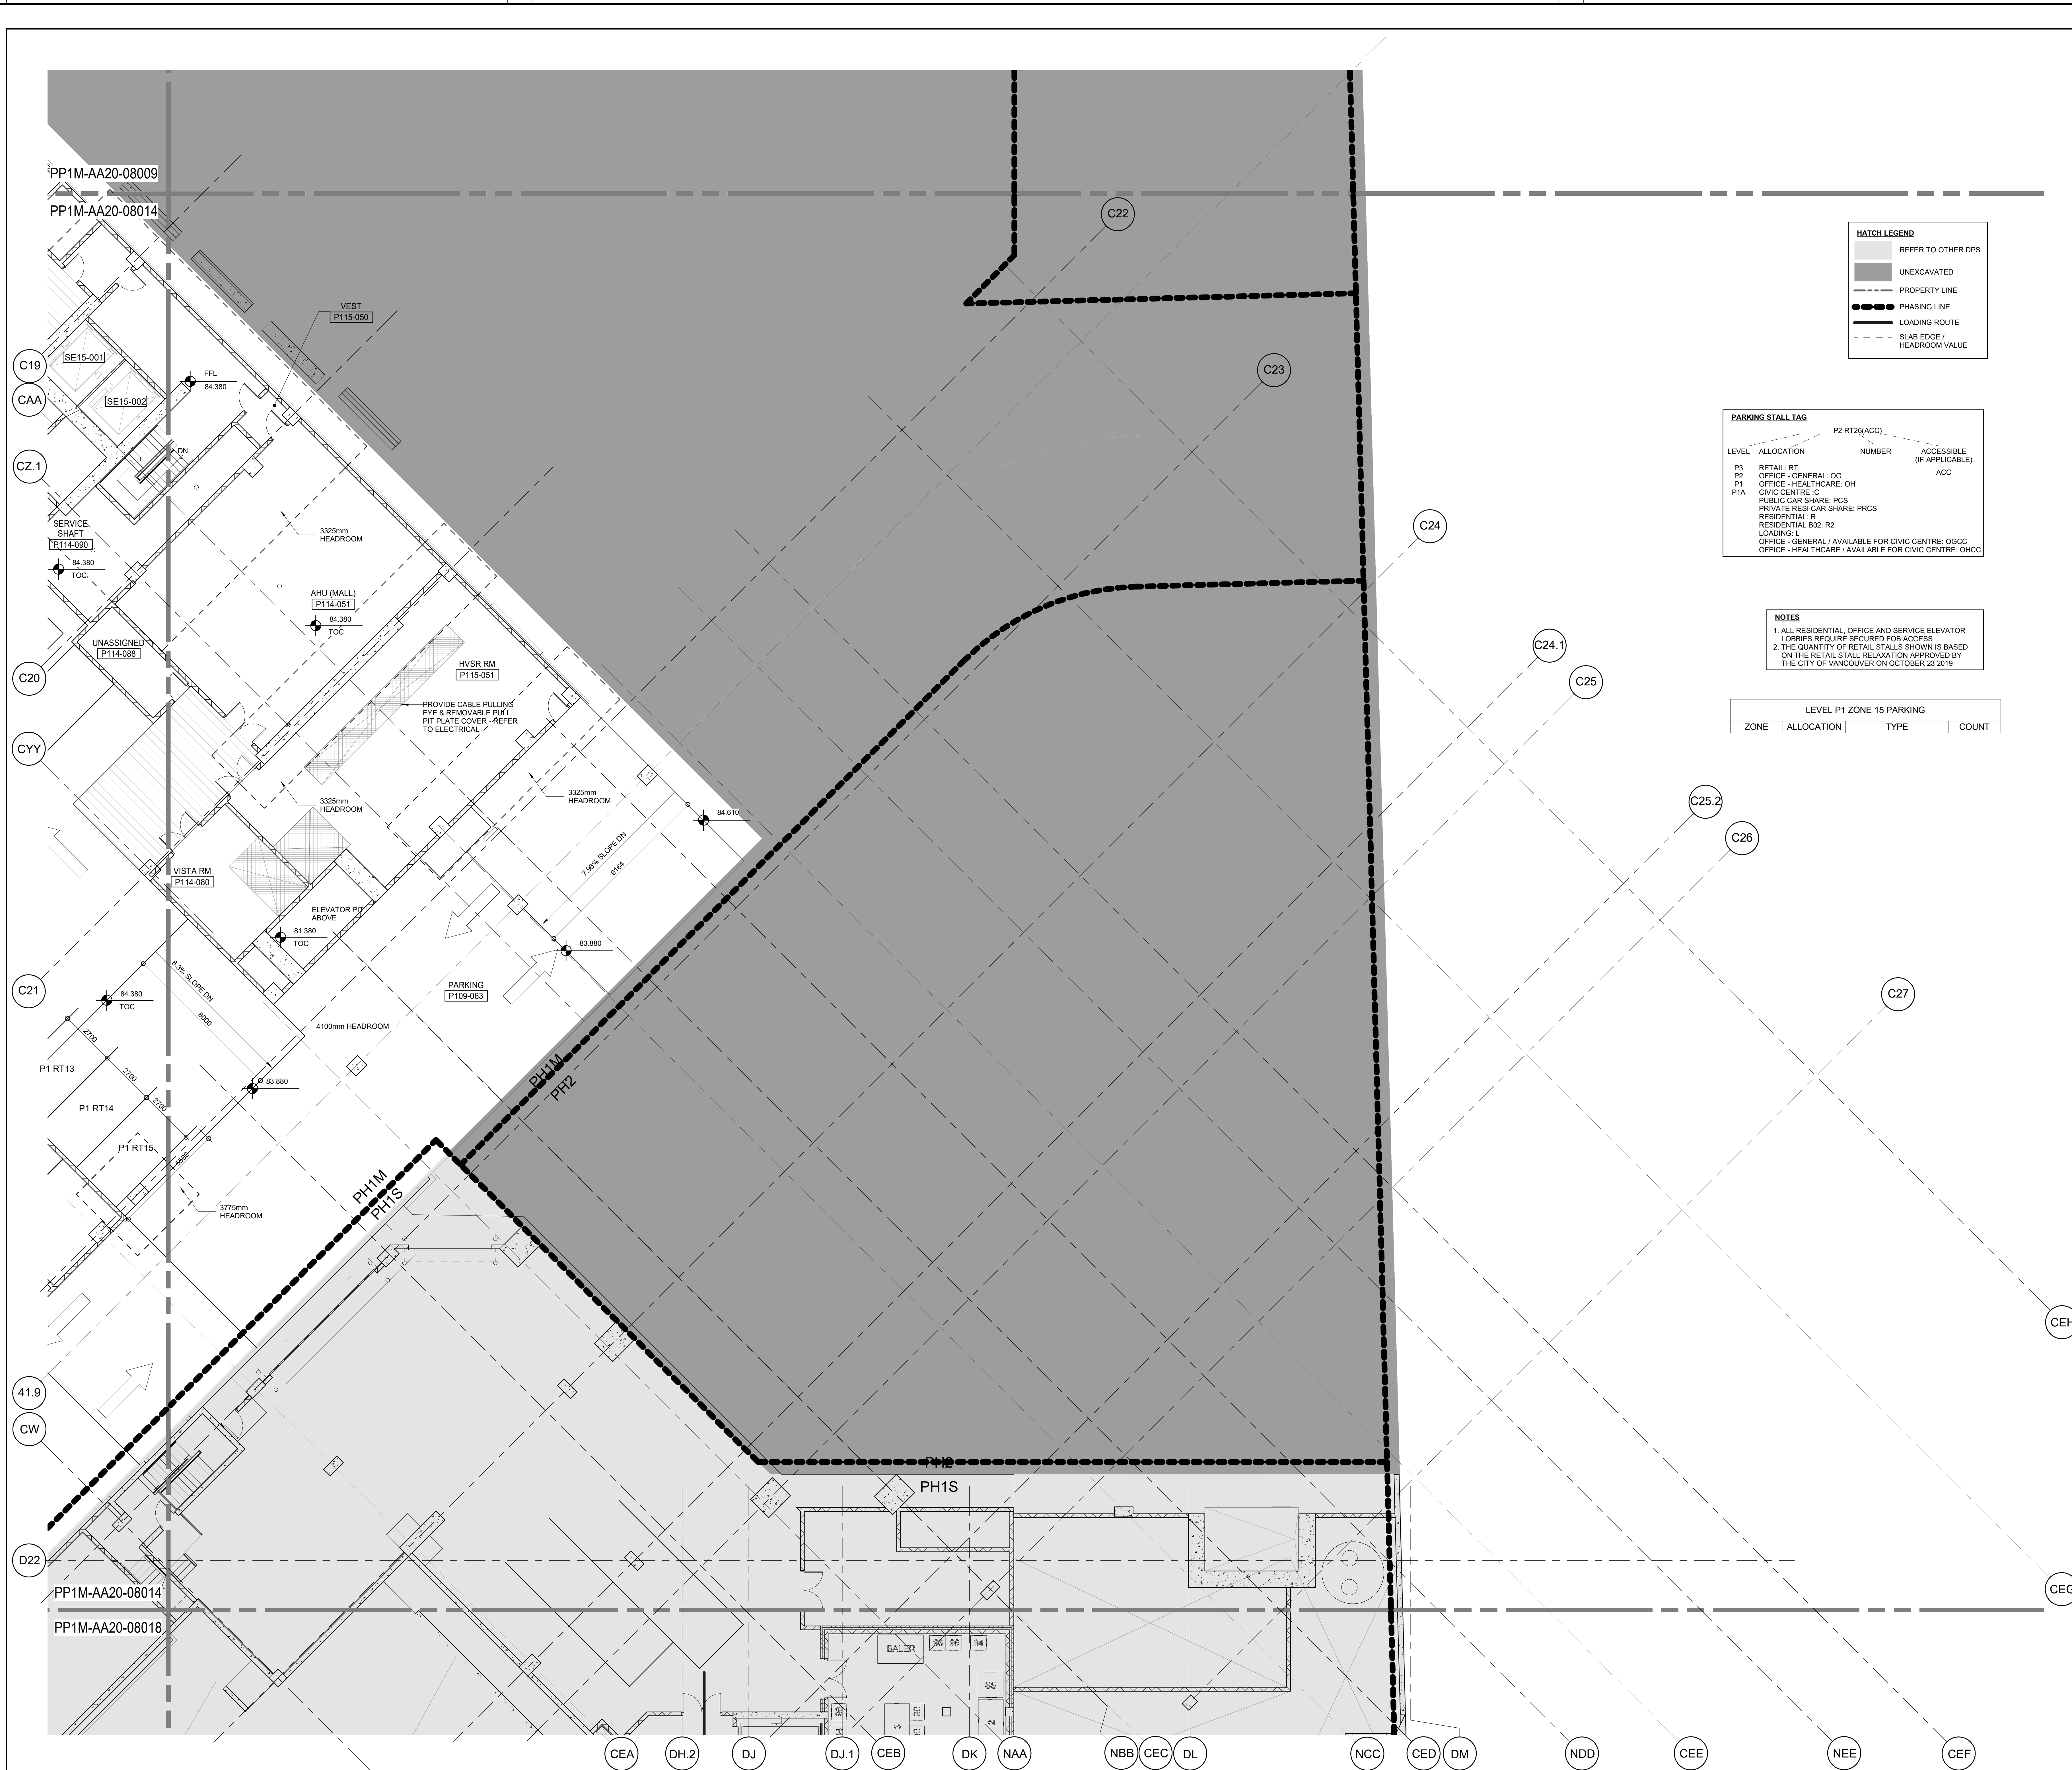 PP1M-AA20-08009
PP1M-AA20-08014
C22
HATCH LEGEND
REFER TO OTHER DPS
UNEXCAVATED
PROPERTY LINE
PHASING LINE
LOADING ROUTE
SLAB EDGE /
HEADROOM VALUE
VEST
P115-050
C19
SE15-001
FFL
84.380
C23
CAA
SE15-002
PARKING STALL TAG
P2 RT26(ACC)
LEVEL ALLOCATION NUMBER ACCESSIBLE
(IF APPLICABLE)
P3 RETAIL: RT ACC
P2 OFFICE - GENERAL: OG
P1 OFFICE - HEALTHCARE: OH
P1A CIVIC CENTRE :C
PUBLIC CAR SHARE: PCS
PRIVATE RESI CAR SHARE: PRCS
RESIDENTIAL: R
RESIDENTIAL B02: R2
LOADING: L
OFFICE - GENERAL / AVAILABLE FOR CIVIC CENTRE: OGCC
OFFICE - HEALTHCARE / AVAILABLE FOR CIVIC CENTRE: OHCC
DN
CZ.1
SERVICE
SHAFT
P114-090
84.380
TOC
3325mm
HEADROOM
C24
AHU (MALL)
P114-051
84.380
TOC
NOTES
1. ALL RESIDENTIAL, OFFICE AND SERVICE ELEVATOR
LOBBIES REQUIRE SECURED FOB ACCESS
2. THE QUANTITY OF RETAIL STALLS SHOWN IS BASED
ON THE RETAIL STALL RELAXATION APPROVED BY
THE CITY OF VANCOUVER ON OCTOBER 23 2019
UNASSIGNED
P114-088
C24.1
HVSR RM
P115-051
C20
C25
PROVIDE CABLE PULLING
EYE & REMOVABLE PULL
PIT PLATE COVER - REFER
TO ELECTRICAL
LEVEL P1 ZONE 15 PARKING
ZONE ALLOCATION TYPE COUNT
CYY
3325mm
HEADROOM
3325mm
HEADROOM
84.610
C25.2
C26
7.96% SLOPE DN
9164
VISTA RM
P114-080
ELEVATOR PIT
ABOVE
81.380
TOC
83.880
C21
6.3% SLOPE DN
8000
84.380
TOC
PARKING
P109-063
C27
4100mm HEADROOM
2700
2700
2700
P1 RT13
83.880
PH1M
PH2
P1 RT14
P1 RT15
5500
PH1M
PH1S
3775mm
HEADROOM
CEH
41.9
CW
PH2
PH1S
D22
PP1M-AA20-08014
PP1M-AA20-08018
CEG
BALER
96
96
64
SS
96
3
96
2
CEA
DH.2
DJ
DJ.1
CEB
DK
NAA
NBB
CEC
DL
NCC
CED
DM
NDD
CEE
NEE
CEF